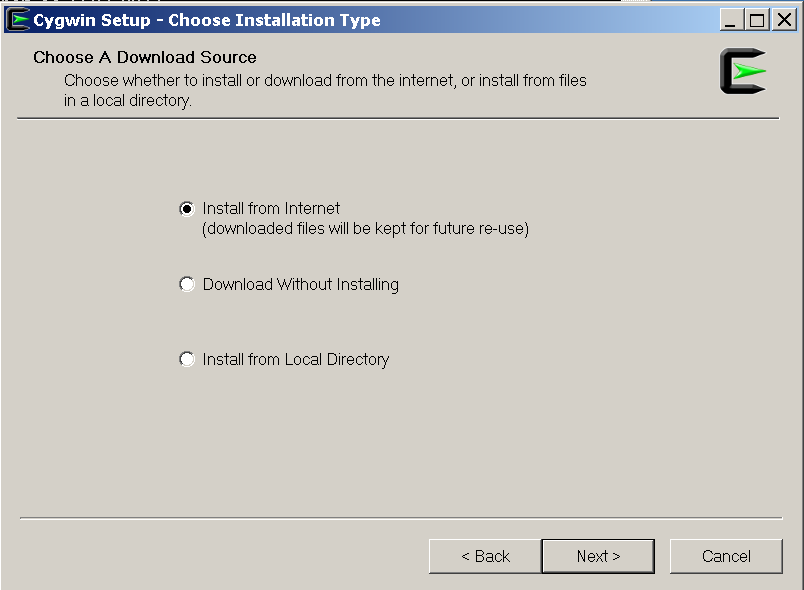 Cygwin Setup - Choose Installation Type
Choose A Download Source
Choose whether to install or download from the internet, or install from files
in a local directory.
Install from Internet
(downloaded files will be kept for future re-use)
Download Without Installing
Install from Local Directory
< Back
Next >
Cancel